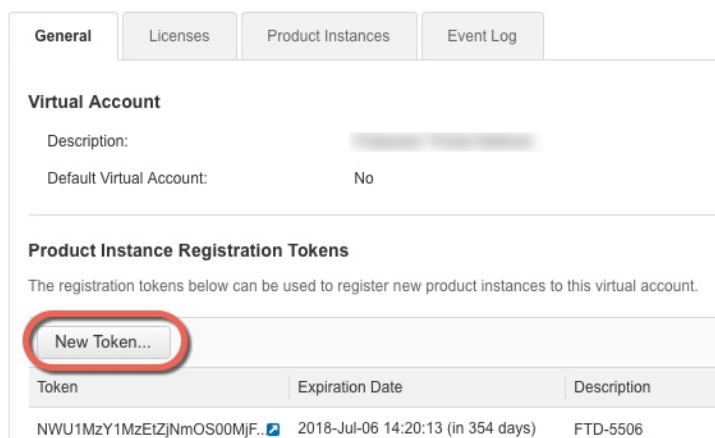 General Licenses Product Instances Event Log
Virtual Account
Description:
Default Virtual Account: No
Product Instance Registration Tokens
The registration tokens below can be used to register new product instances to this virtual account.
New Token...
Token Expiration Date Description
NWU1MzY1MzEtZjNmOS00MjF.. 2018-Jul-06 14:20:13 (in 354 days) FTD-5506